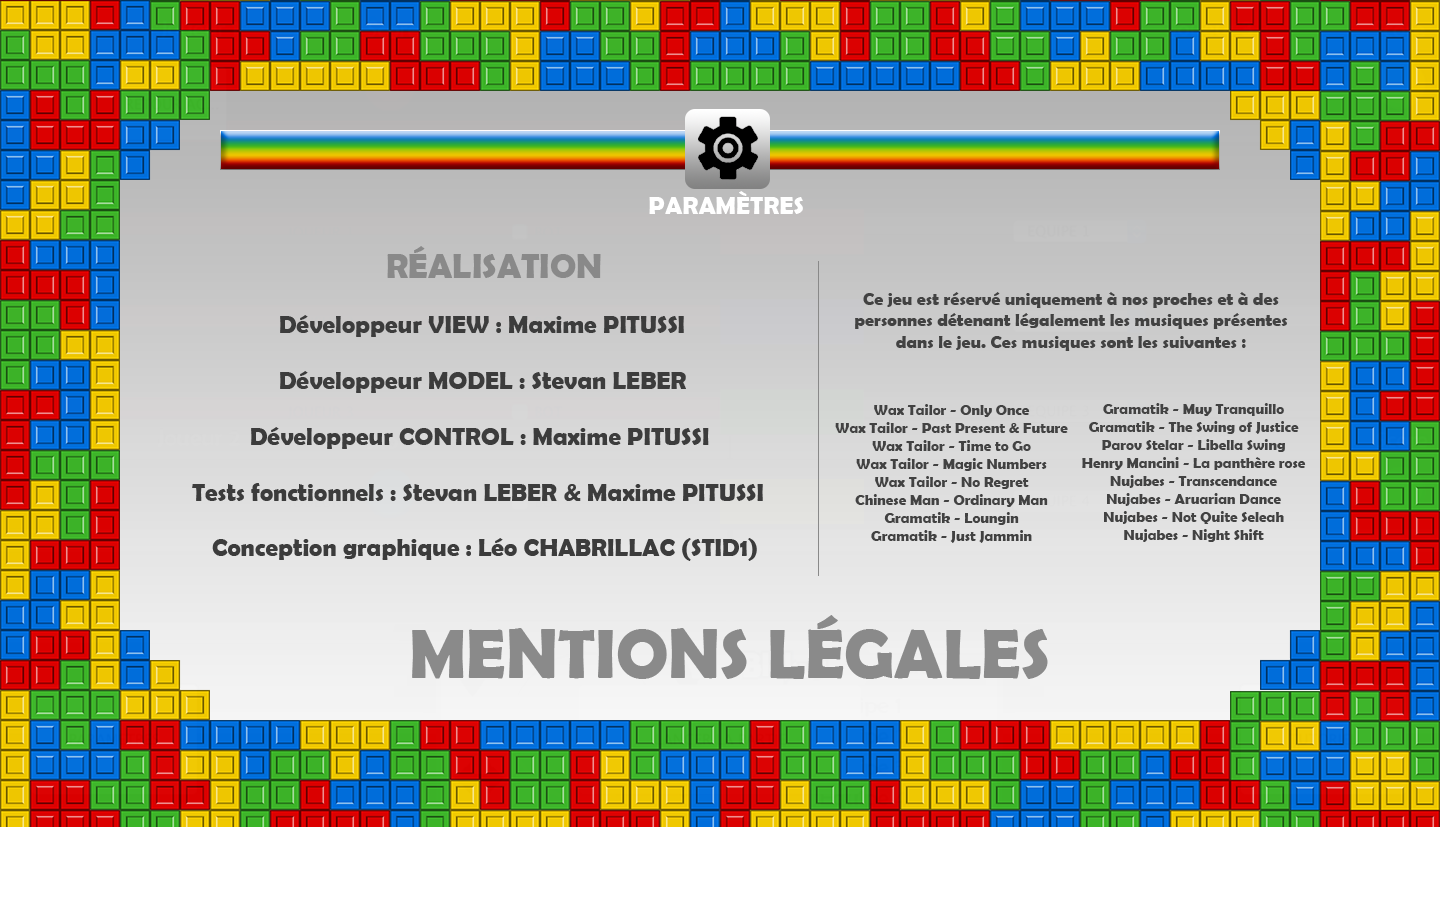 PARAMÈTRES
RÉALISATION
Développeur VIEW : Maxime PITUSSI
Développeur MODEL : Stevan LEBER
Développeur CONTROL : Maxime PITUSSI
Tests fonctionnels : Stevan LEBER & Maxime PITUSSI
Conception graphique : Léo CHABRILLAC (STID1)
Ce jeu est réservé uniquement à nos proches et à des
personnes détenant légalement les musiques présentes
dans le jeu. Ces musiques sont les suivantes :
Wax Tailor - Only Once
Wax Tailor - Past Present & Future
Wax Tailor - Time to Go
Wax Tailor - Magic Numbers
Wax Tailor - No Regret
Chinese Man - Ordinary Man
Gramatik - Loungin
Gramatik - Just Jammin
Gramatik - Muy Tranquillo
Gramatik - The Swing of Justice
Parov Stelar - Libella Swing
Henry Mancini - La panthère rose
Nujabes - Transcendance
Nujabes - Aruarian Dance
Nujabes - Not Quite Seleah
Nujabes - Night Shift
MENTIONS LÉGALES